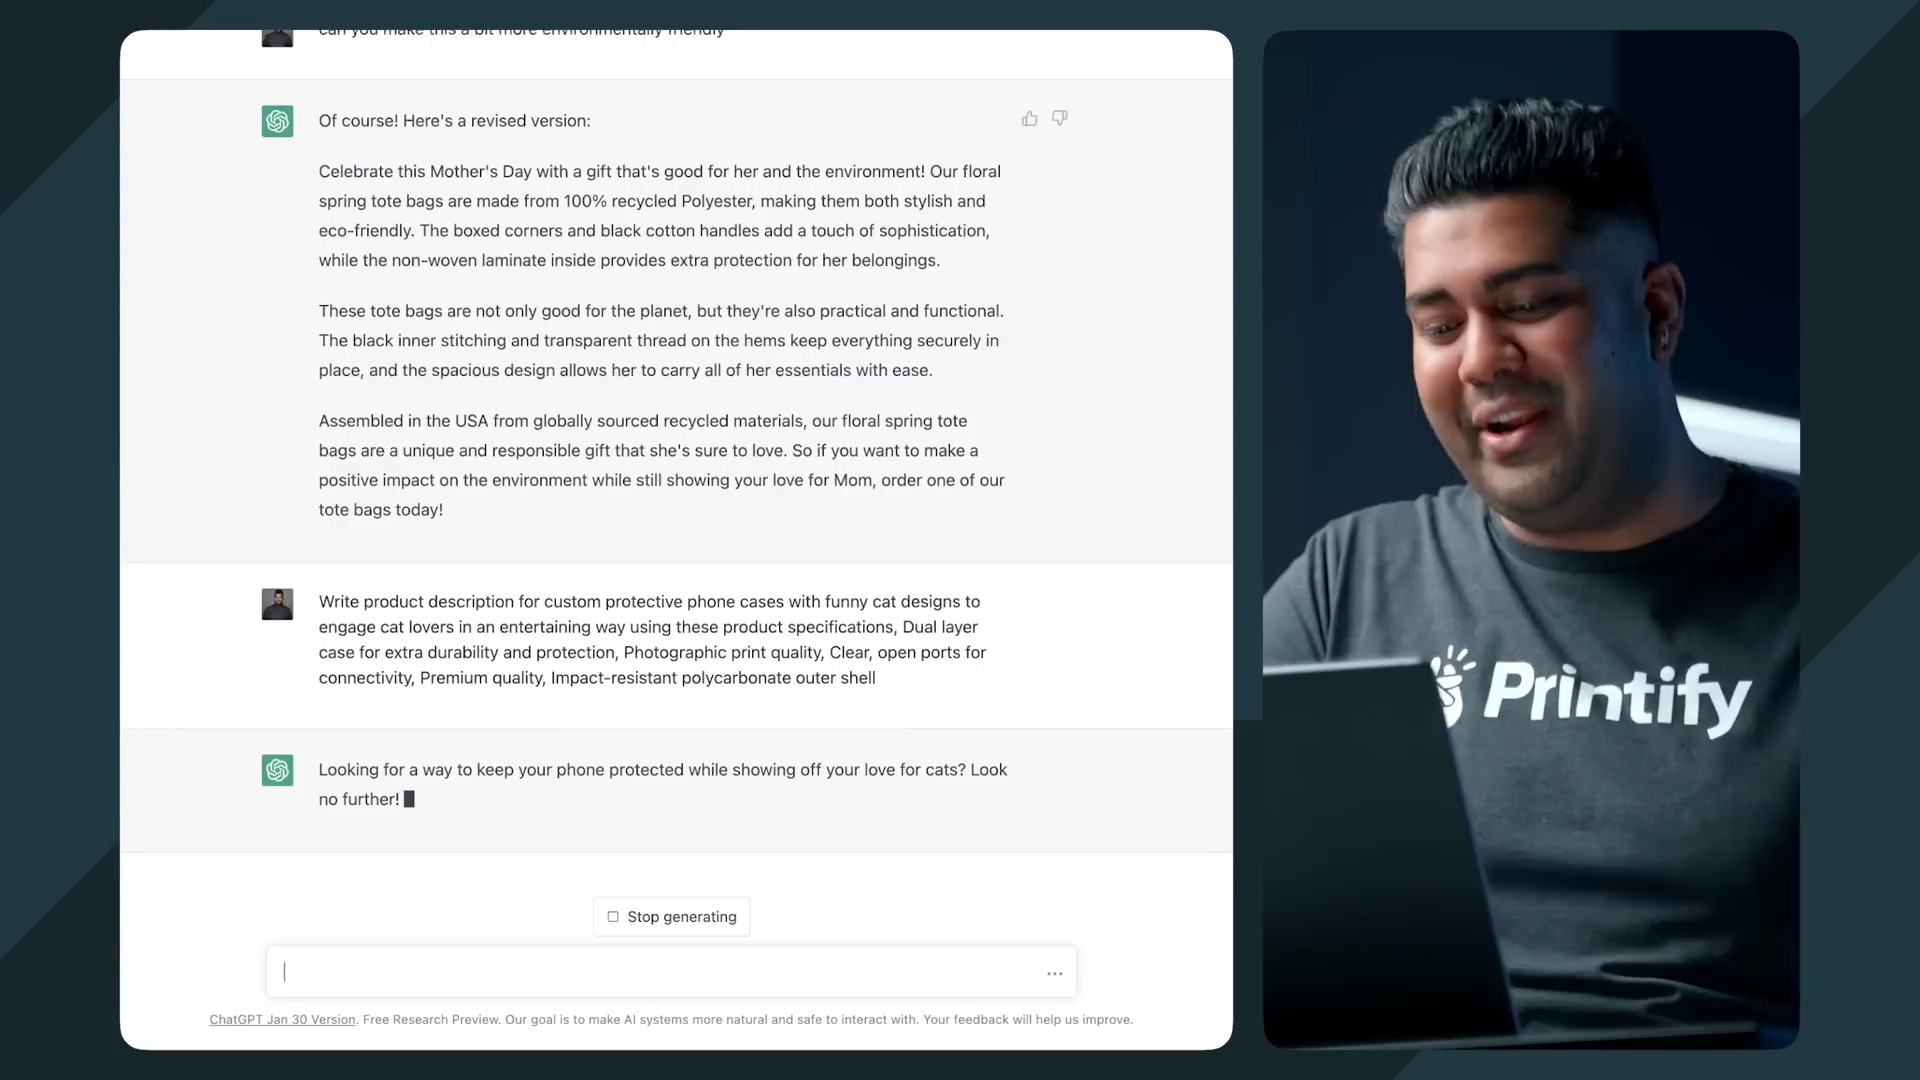 can you make this a bit more environmentally friendly
Of course! Here's a revised version:
Celebrate this Mother's Day with a gift that's good for her and the environment! Our floral
spring tote bags are made from 100% recycled Polyester, making them both stylish and
eco-friendly. The boxed corners and black cotton handles add a touch of sophistication,
while the non-woven laminate inside provides extra protection for her belongings.
These tote bags are not only good for the planet, but they're also practical and functional.
The black inner stitching and transparent thread on the hems keep everything securely in
place, and the spacious design allows her to carry all of her essentials with ease.
Assembled in the USA from globally sourced recycled materials, our floral spring tote
bags are a unique and responsible gift that she's sure to love. So if you want to make a
positive impact on the environment while still showing your love for Mom, order one of our
tote bags today!
Write product description for custom protective phone cases with funny cat designs to
engage cat lovers in an entertaining way using these product specifications, Dual layer
case for extra durability and protection, Photographic print quality, Clear, open ports for
connectivity, Premium quality, Impact-resistant polycarbonate outer shell
Looking for a way to keep your phone protected while showing off your love for cats? Look
no further!
Stop generating
ChatGPT Jan 30 Version. Free Research Preview. Our goal is to make AI systems more natural and safe to interact with. Your feedback will help us improve.
Printify